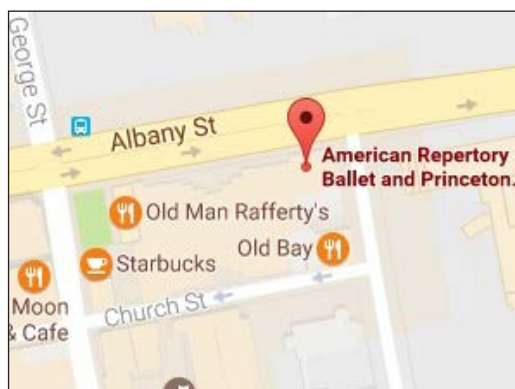 George St
Albany St
American Repertory
Ballet and Princeton.
Old Man Rafferty's
Old Bay
Starbucks
Moon
& Cafe
Church St